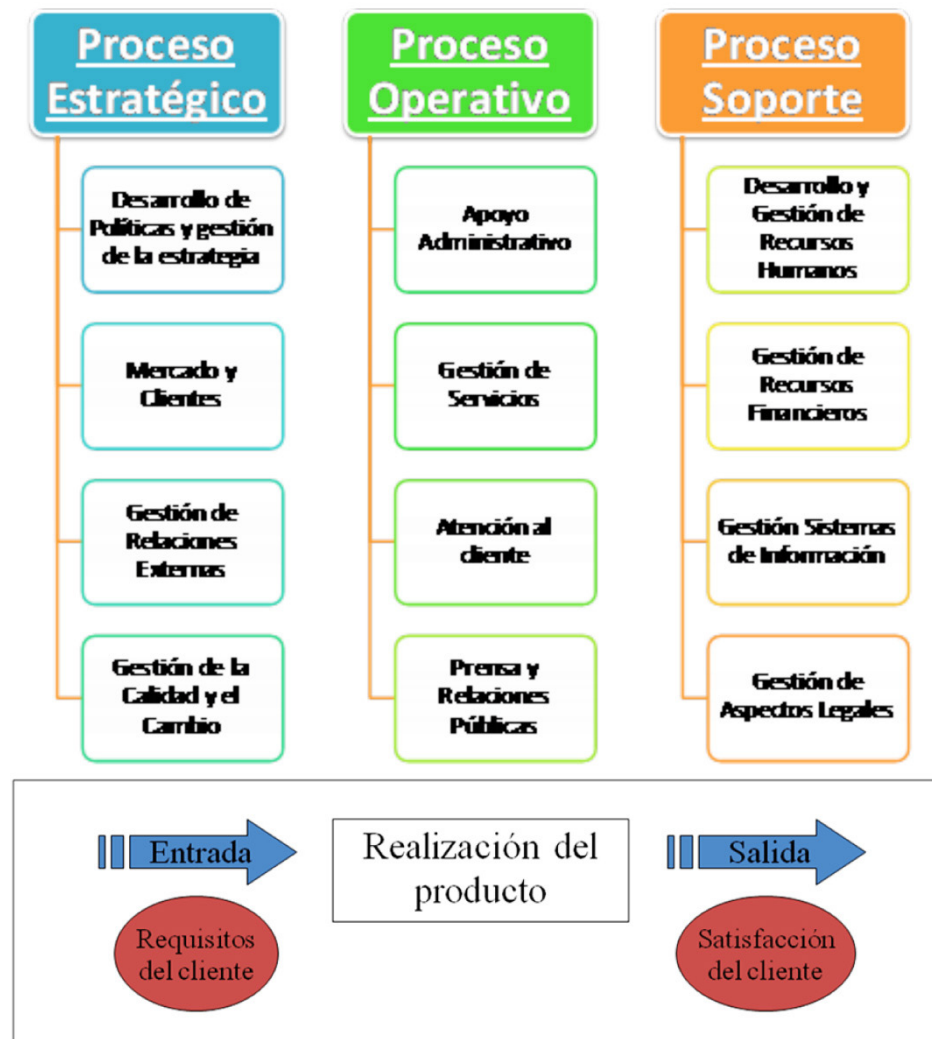 Proceso
Estratégico
Desarrollo de
Políticas y gestión
de la estrategia
Mercado y
Clientes
Gestión de
Relaciones
Externas
Gestión de la
Calidad y el
Cambio
Proceso
Operativo
Apoyo
Administrativo
Gestión de
Servicios
Atención al
cliente
Prensa y
Relaciones
Públicas
Proceso
Soporte
Desarrollo y
Gestión de
Recursos
Humanos
Gestión de
Recursos
Financieros
Gestión Sistemas
de Información
Gestión de
Aspectos Legales
Entrada
Requisitos
del cliente
Realización del
producto
Salida
Satisfacción
del cliente